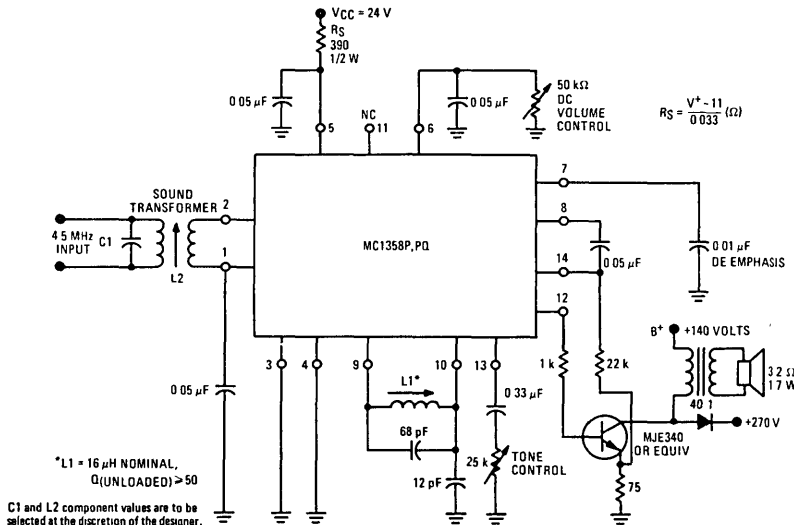 VCC = 24 V
RS
390
1/2 W
0 05 μF
NC
5
11
6
0 05 μF
50 kΩ
DC
VOLUME
CONTROL
RS = V+ - 11 / 0 033 (Ω)
SOUND
TRANSFORMER
2
4 5 MHz
INPUT
C1
1
L2
MC1358P,PQ
7
8
14
12
0 05 μF
0 01 μF
DE EMPHASIS
3
4
9
10
13
0 05 μF
L1*
68 pF
12 pF
0 33 μF
25 k
TONE
CONTROL
1 k
22 k
B+
+140 VOLTS
3 2 Ω
1 7 W
40 1
+270 V
MJE340
OR EQUIV
75
*L1 = 16 μH NOMINAL,
Q(UNLOADED) ≥ 50
C1 and L2 component values are to be
selected at the discretion of the designer.